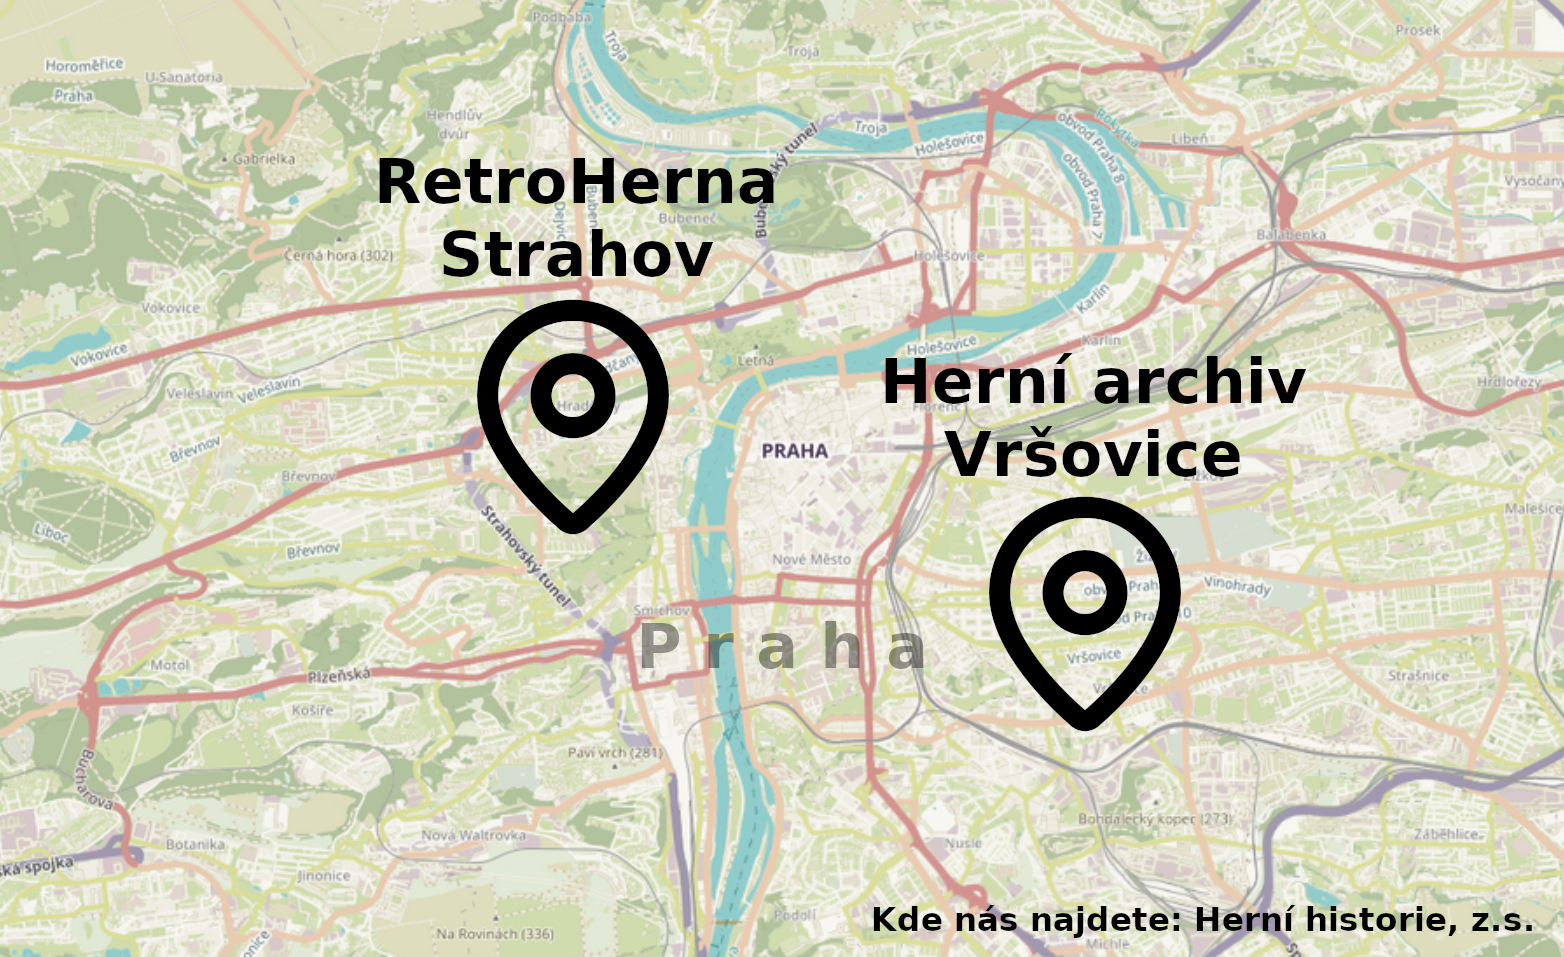 Podbaba
Troja
Troja
Prosek
Horoměřice
Praha
U Sanatoria
Hendlův
dvůr
Troja
Holešovice
obvod Praha 8
obvod Praha 7
Rokytka
Libeň
Gabrielka
RetroHerna
Strahov
Bubeneč
Vysočany
Černá hora (302)
Holešovice
Balabenka
Vokovice
Vokovice
Karlín
Karlín
Letná
Holešovice
Veleslavín
Veleslavín
Herní archiv
Vršovice
Hrdlořezy
Florenc
Břevnov
Břevnov
PRAHA
Žižkov
Liboc
Břevnov
Strahovský tunel
Nové Město
Malešice
Vinohrady
Smíchov
Praha
Vršovice
Motol
Plzeňská
Strašnice
Košíře
Paví vrch (281)
Bucharova
Bohdalecký kopec (273)
Botanika
Nová Waltrovka
Nusle
Záběhlice
Jinonice
Na Rovinách (336)
Podolí
Kde nás najdete: Herní historie, z.s.
Michle